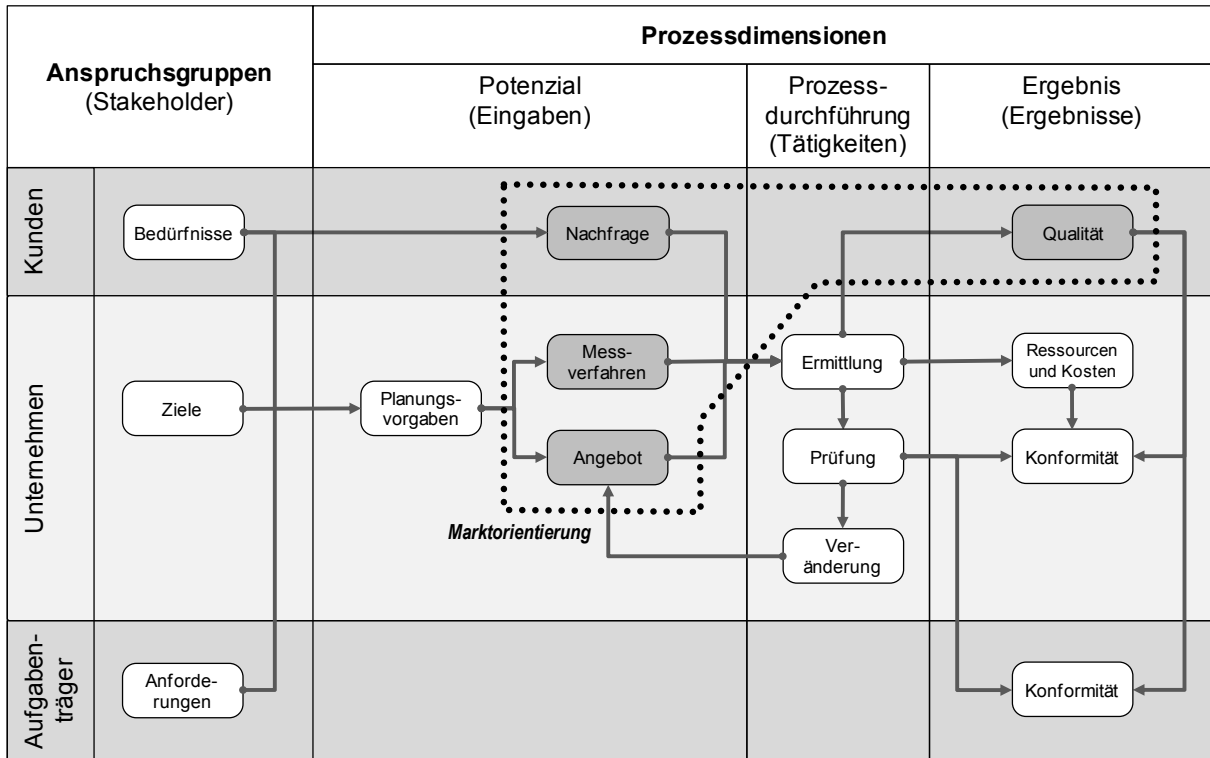 Anspruchsgruppen
(Stakeholder)
Prozessdimensionen
Potenzial
(Eingaben)
Prozess-
durchführung
(Tätigkeiten)
Ergebnis
(Ergebnisse)
Kunden
Bedürfnisse
Nachfrage
Qualität
Unternehmen
Ziele
Planungs-
vorgaben
Mess-
verfahren
Angebot
Marktorientierung
Ermittlung
Prüfung
Ver-
änderung
Ressourcen
und Kosten
Konformität
Aufgaben-
träger
Anforde-
rungen
Konformität